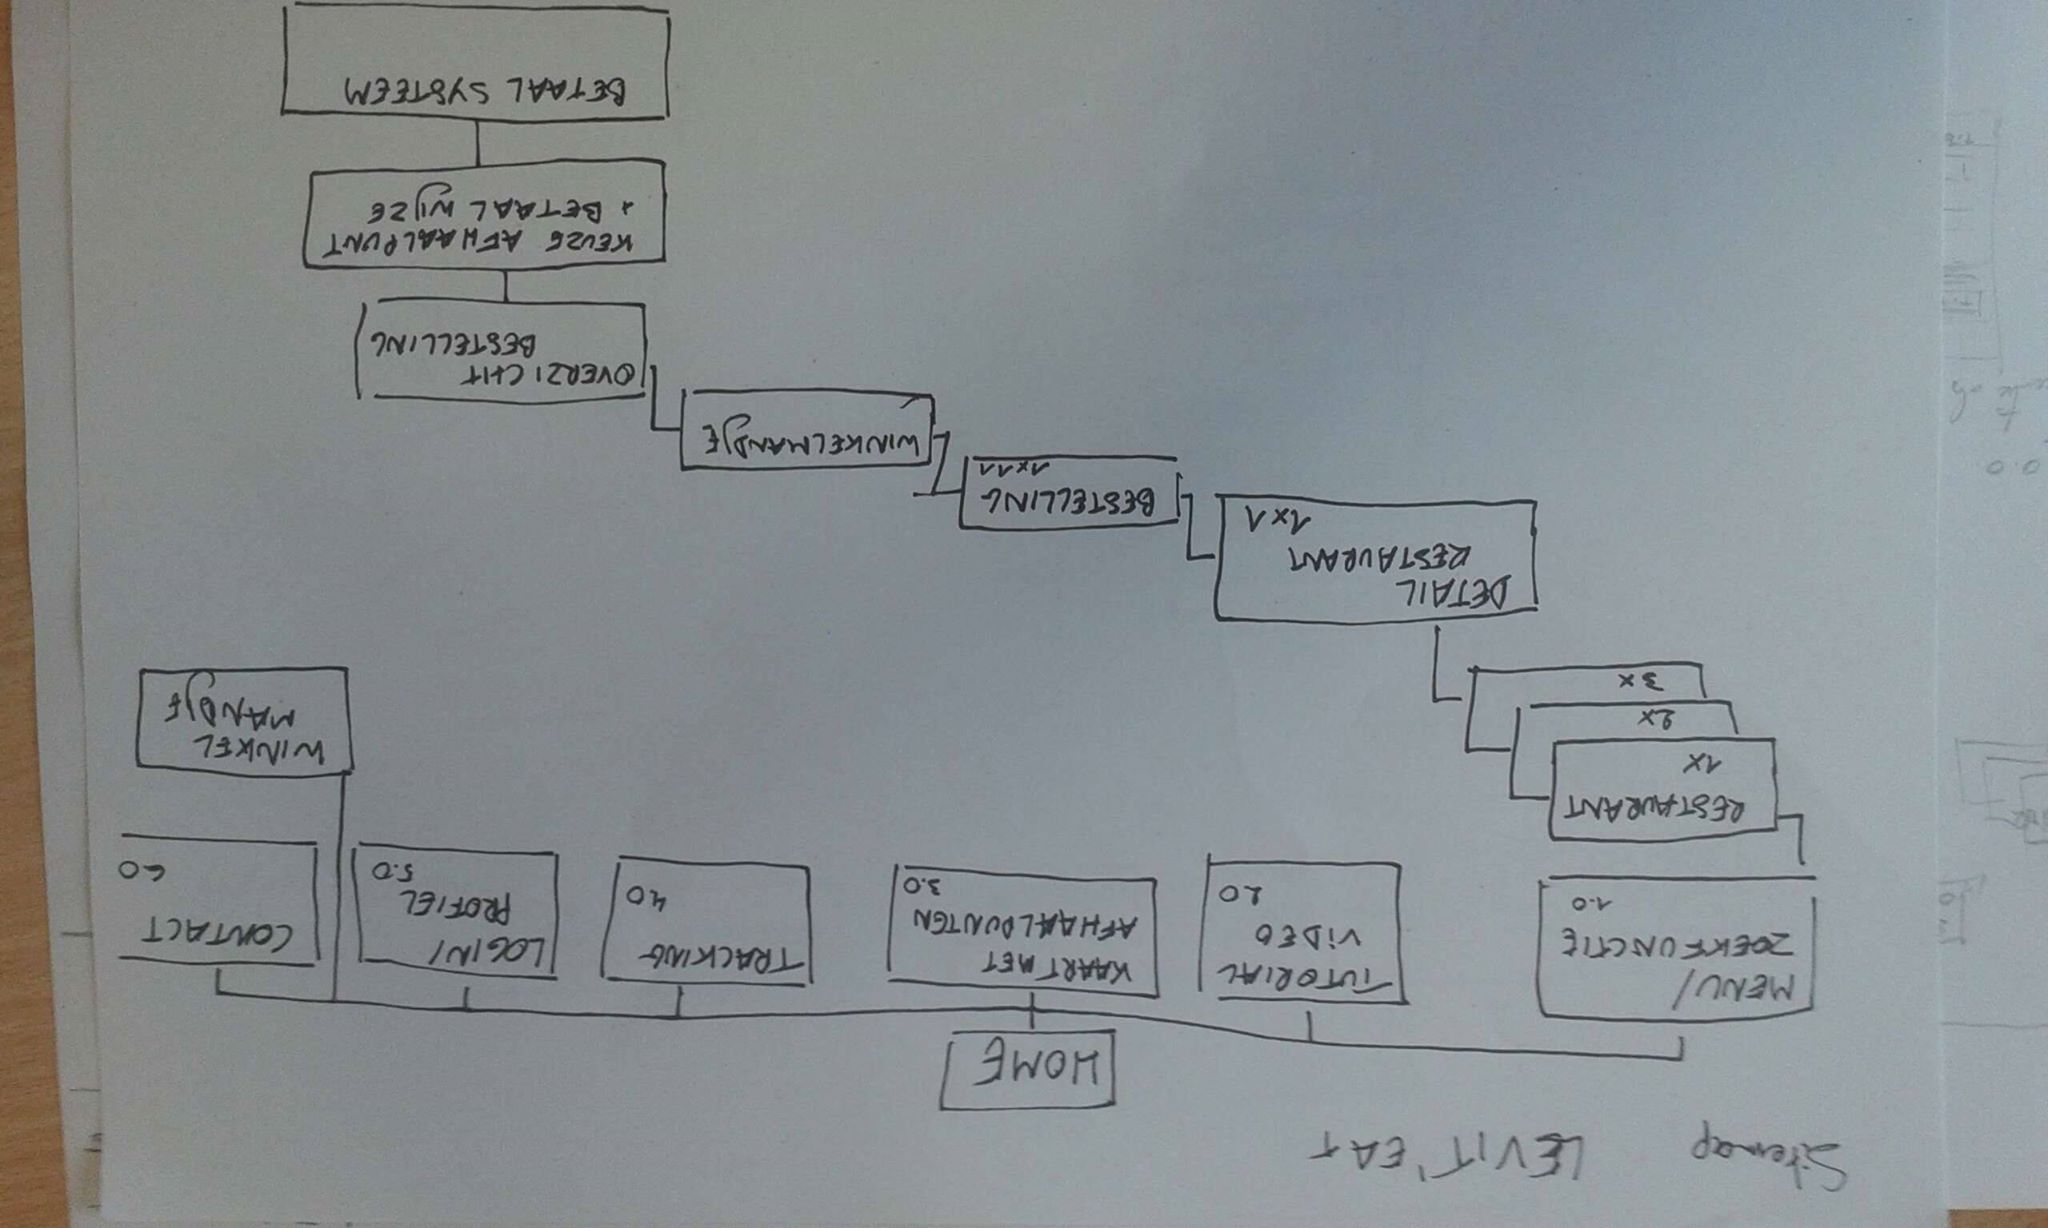 Sitemap LEVIT'EAT
HOME
MENU/
ZOEKFUNCTIE
1.0
TUTORIAL
VIDEO
2.0
KAART MET
AFHAALPUNTEN
3.0
TRACKING
4.0
LOGIN/
PROFIEL
5.0
CONTACT
6.0
WINKEL
MANDJE
RESTAURANT
1x
2x
3x
DETAIL
RESTAURANT
1x1
BESTELLING
1x11
WINKELMANDJE
OVERZICHT
BESTELLING
KEUZE AFHAALPUNT
+ BETAAL WIJZE
BETAAL SYSTEEM
0.0